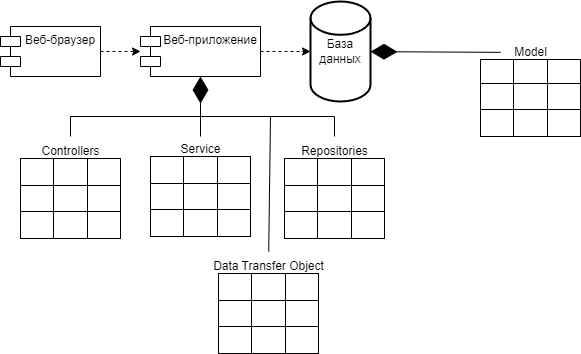 Веб-браузер
Веб-приложение
База
данных
Model
Controllers
Service
Repositories
Data Transfer Object